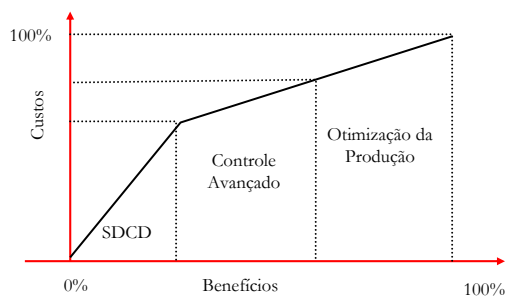 100%
Custos
Otimização da
Produção
Controle
Avançado
SDCD
0%
Benefícios
100%